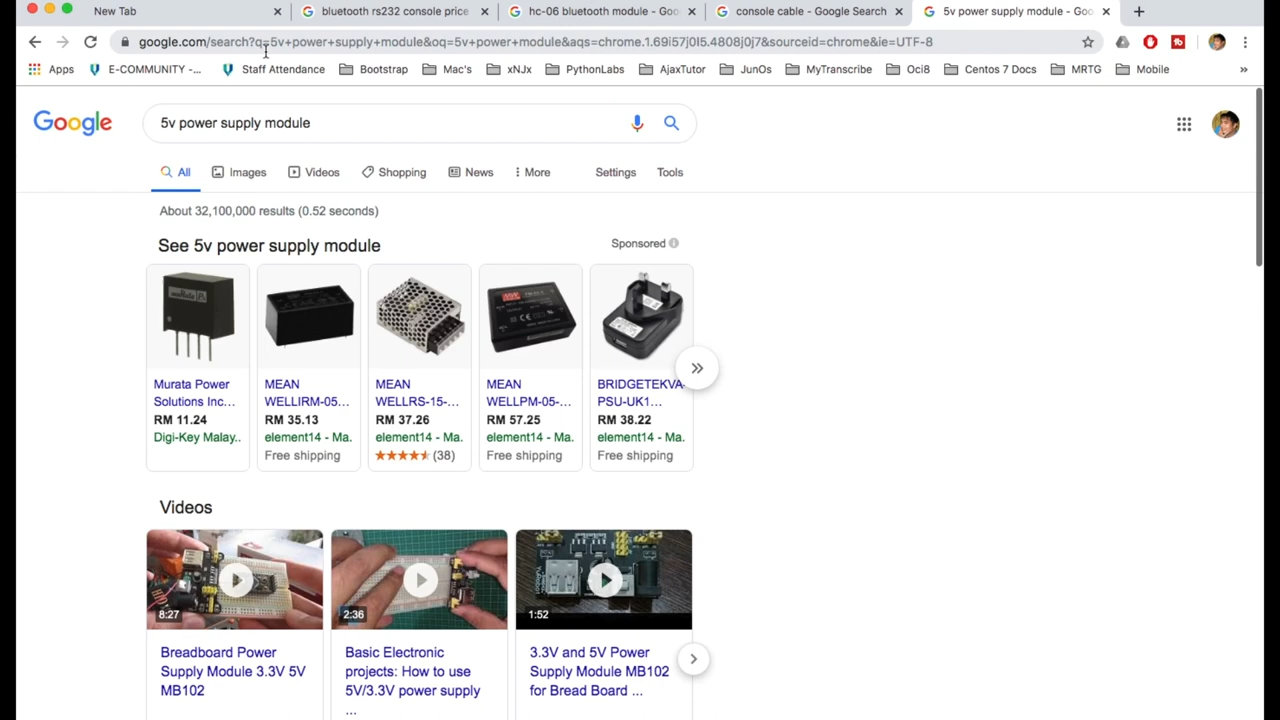 New Tab
bluetooth rs232 console price
hc-06 bluetooth module - Goo
console cable - Google Search
5v power supply module - Goo
google.com/search?q=5v+power+supply+module&oq=5v+power+module&aqs=chrome.1.69i57j0l5.4808j0j7&sourceid=chrome&ie=UTF-8
Apps
E-COMMUNITY -...
Staff Attendance
Bootstrap
Mac's
xNJx
PythonLabs
AjaxTutor
JunOs
MyTranscribe
Oci8
Centos 7 Docs
MRTG
Mobile
»
Google
5v power supply module
All
Images
Videos
Shopping
News
More
Settings
Tools
About 32,100,000 results (0.52 seconds)
See 5v power supply module
Sponsored
Murata Power
Solutions Inc...
RM 11.24
Digi-Key Malay..
MEAN
WELLIRM-05...
RM 35.13
element14 - Ma.
Free shipping
MEAN
WELLRS-15-...
RM 37.26
element14 - Ma.
(38)
MEAN
WELLPM-05-...
RM 57.25
element14 - Ma.
Free shipping
BRIDGETEKVA-
PSU-UK1...
RM 38.22
element14 - Ma.
Free shipping
Videos
8:27
2:36
1:52
Breadboard Power
Supply Module 3.3V 5V
MB102
Basic Electronic
projects: How to use
5V/3.3V power supply
...
3.3V and 5V Power
Supply Module MB102
for Bread Board ...